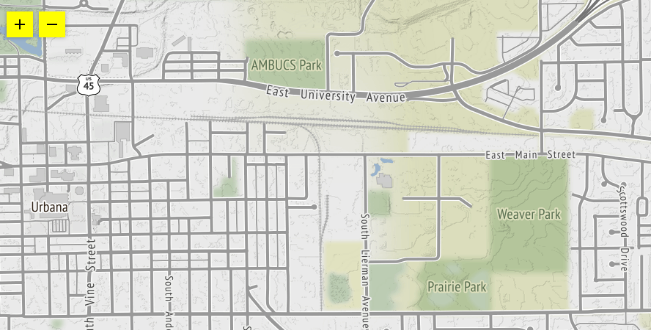 + −
AMBUCS Park
US
45
East University Avenue
East Main Street
Urbana
Weaver Park
Prairie Park
South Lierman Avenue
Scottswood Drive
Vine Street
South